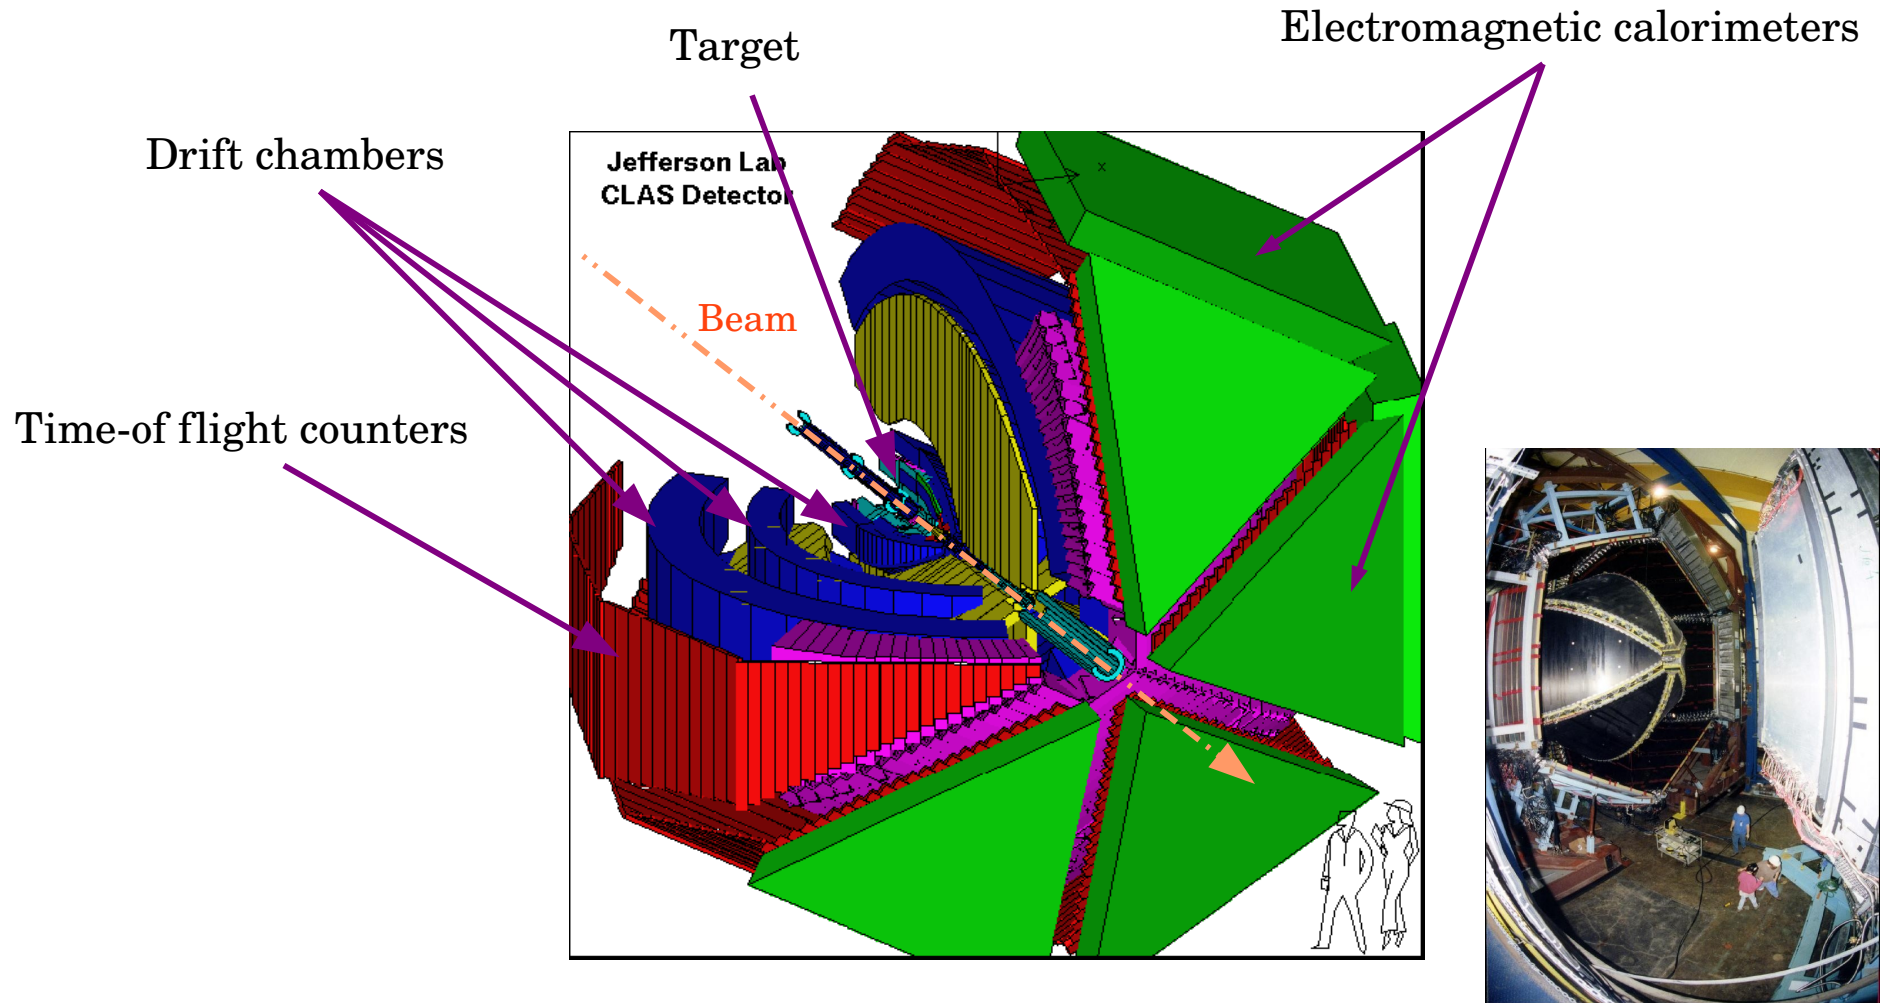 Electromagnetic calorimeters
Target
Drift chambers
Jefferson Lab
CLAS Detector
Beam
Time-of flight counters
x